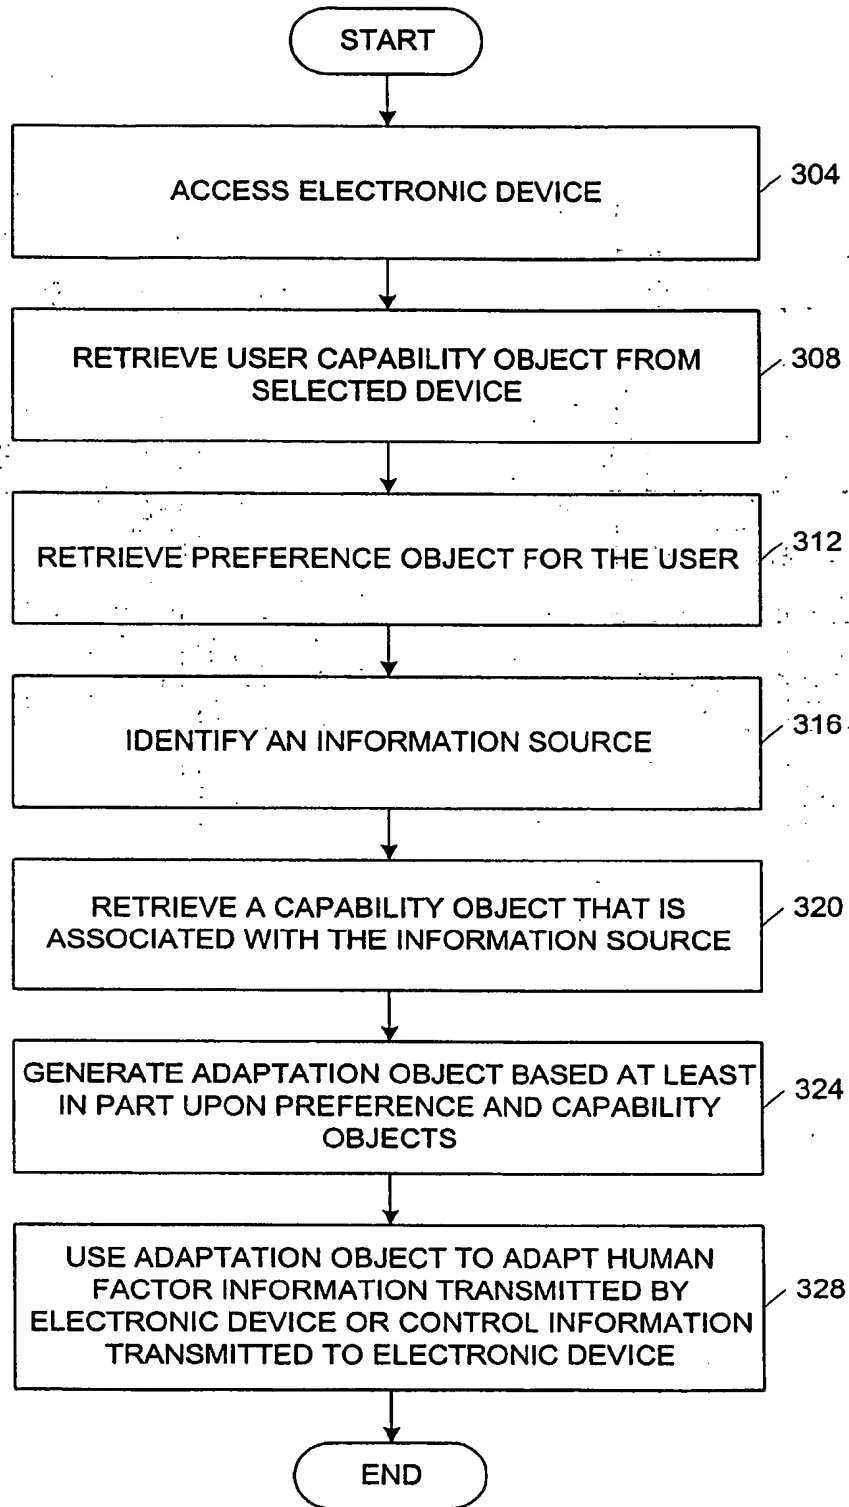 START
ACCESS ELECTRONIC DEVICE
304
RETRIEVE USER CAPABILITY OBJECT FROM
SELECTED DEVICE
308
RETRIEVE PREFERENCE OBJECT FOR THE USER
312
IDENTIFY AN INFORMATION SOURCE
316
RETRIEVE A CAPABILITY OBJECT THAT IS
ASSOCIATED WITH THE INFORMATION SOURCE
320
GENERATE ADAPTATION OBJECT BASED AT LEAST
IN PART UPON PREFERENCE AND CAPABILITY
OBJECTS
324
USE ADAPTATION OBJECT TO ADAPT HUMAN
FACTOR INFORMATION TRANSMITTED BY
ELECTRONIC DEVICE OR CONTROL INFORMATION
TRANSMITTED TO ELECTRONIC DEVICE
328
END